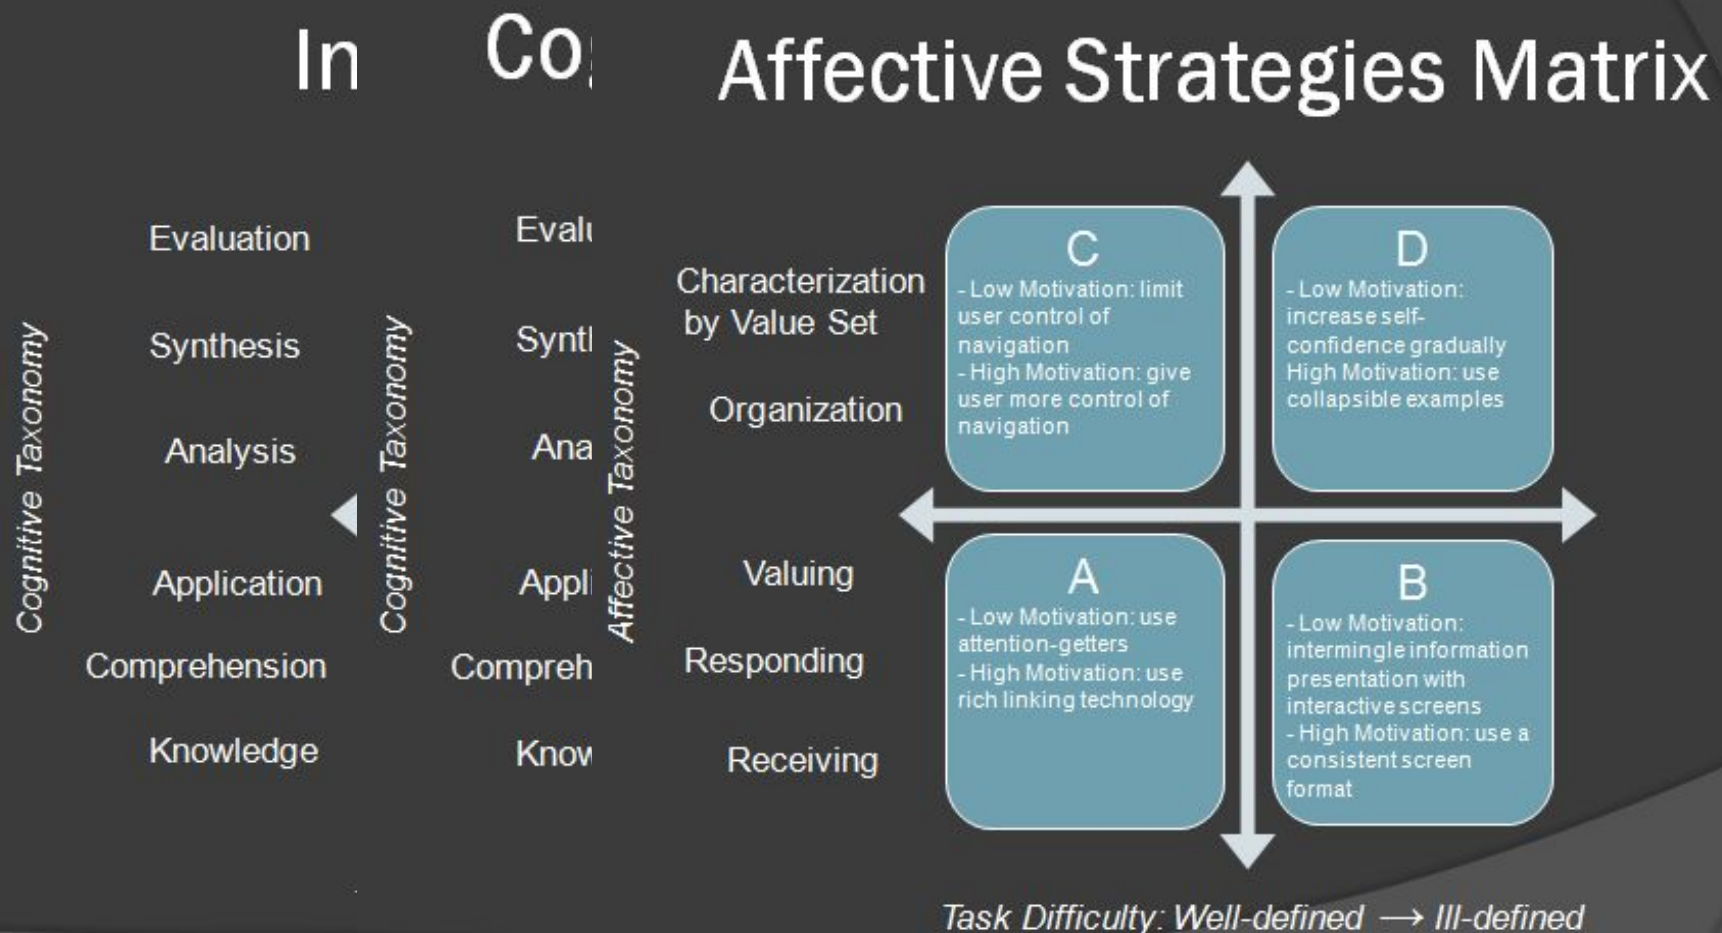 In
Cognitive Taxonomy
Evaluation
Synthesis
Analysis
Application
Comprehension
Knowledge
Co
Cognitive Taxonomy
Evalu
Synt
Ana
Appli
Compreh
Know
Affective Strategies Matrix
Affective Taxonomy
Characterization
by Value Set
Organization
Valuing
Responding
Receiving
C
- Low Motivation: limit
user control of
navigation
- High Motivation: give
user more control of
navigation
D
- Low Motivation:
increase self-
confidence gradually
High Motivation: use
collapsible examples
A
- Low Motivation: use
attention-getters
- High Motivation: use
rich linking technology
B
- Low Motivation:
intermingle information
presentation with
interactive screens
- High Motivation: use a
consistent screen
format
Task Difficulty: Well-defined → Ill-defined